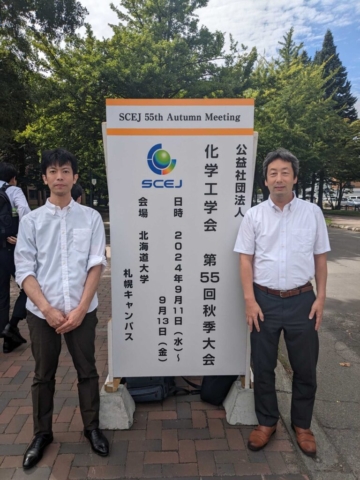 SCEJ 55th Autumn Meeting
公益社団法人
化学工学会 第55回秋季大会
SCEJ
日時 2024年9月11日(水)~
9月13日(金)
会場 北海道大学
札幌キャンパス